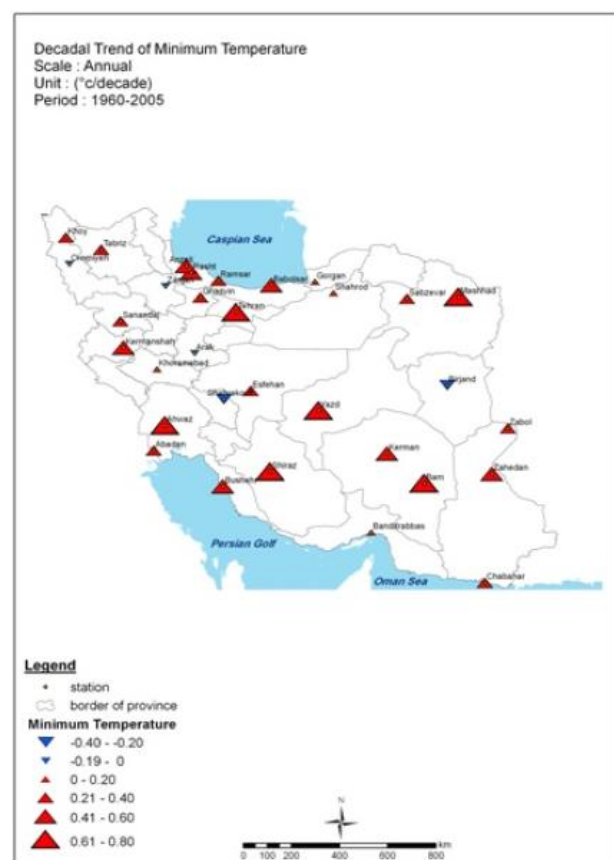 Decadal Trend of Minimum Temperature
Scale : Annual
Unit : (°c/decade)
Period : 1960-2005
Caspian Sea
Khoy
Tabriz
Oromiyeh
Rasht
Ramsar
Babolsar
Gorgan
Shahrod
Sabzevar
Mashhad
Ghazvin
Tehran
Sanandaj
Kermanshah
Arak
Khoramabad
Esfehan
Birjand
Yazd
Ahwaz
Abadan
Zabol
Kerman
Zahedan
Shiraz
Bam
Bushehr
Bandarabbas
Persian Golf
Oman Sea
Chabahar
Legend
station
border of province
Minimum Temperature
-0.40 - -0.20
-0.19 - 0
0 - 0.20
0.21 - 0.40
0.41 - 0.60
0.61 - 0.80
N
km
0 100 200 400 600 800